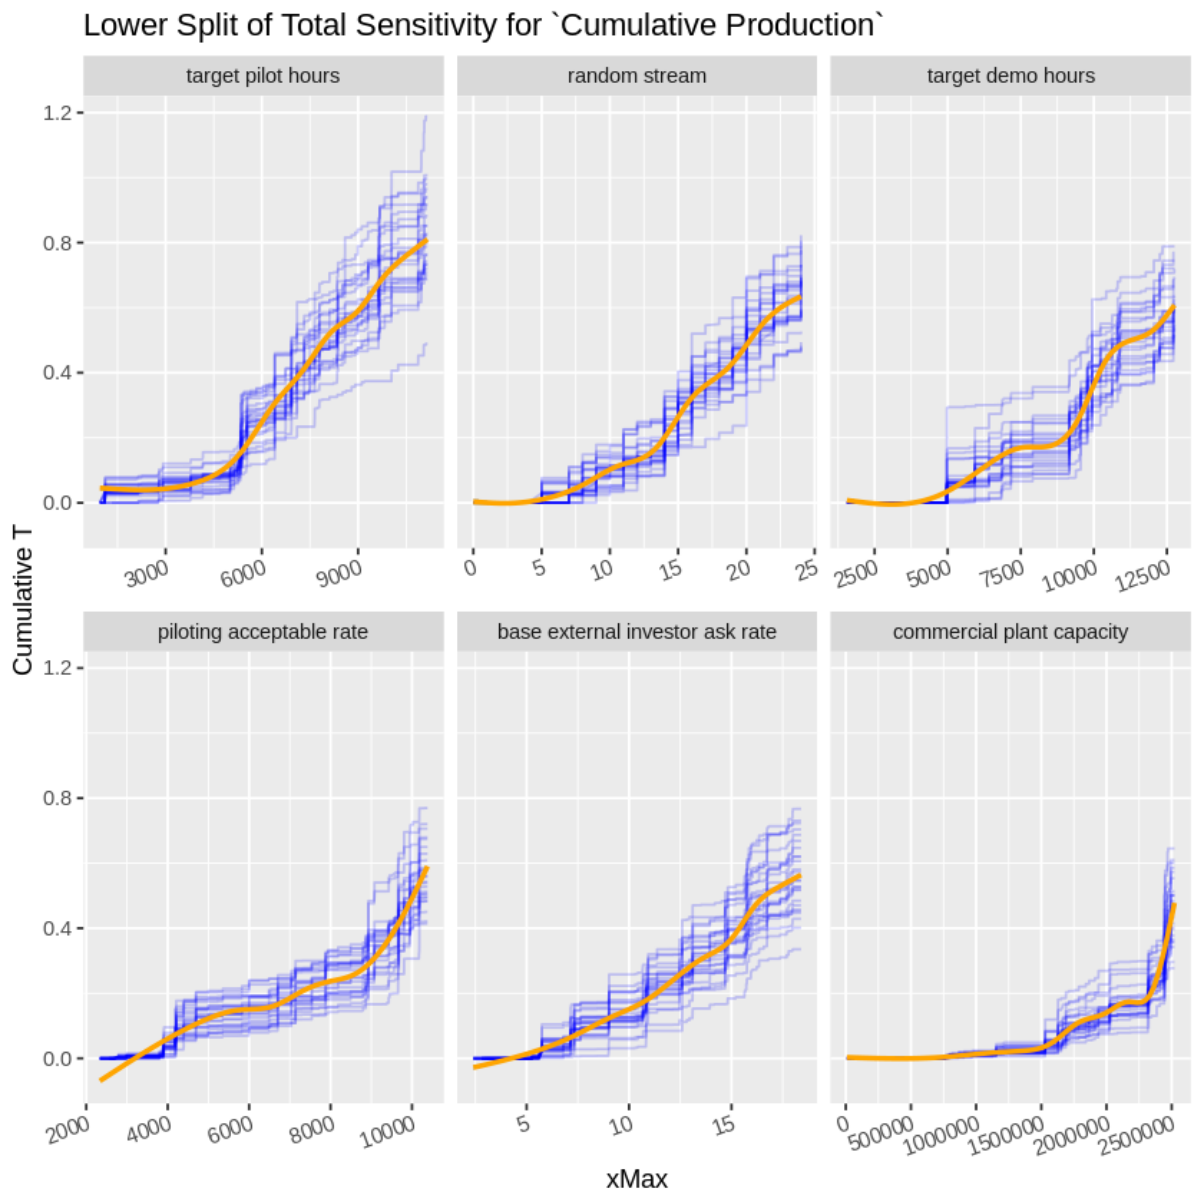 Lower Split of Total Sensitivity for `Cumulative Production`
target pilot hours
random stream
target demo hours
1.2
0.8
0.4
0.0
3000 6000 9000
0 5 10 15 20 25
2500 5000 7500 10000 12500
Cumulative T
piloting acceptable rate
base external investor ask rate
commercial plant capacity
1.2
0.8
0.4
0.0
2000 4000 6000 8000 10000
5 10 15
0 500000 1000000 1500000 2000000 2500000
xMax